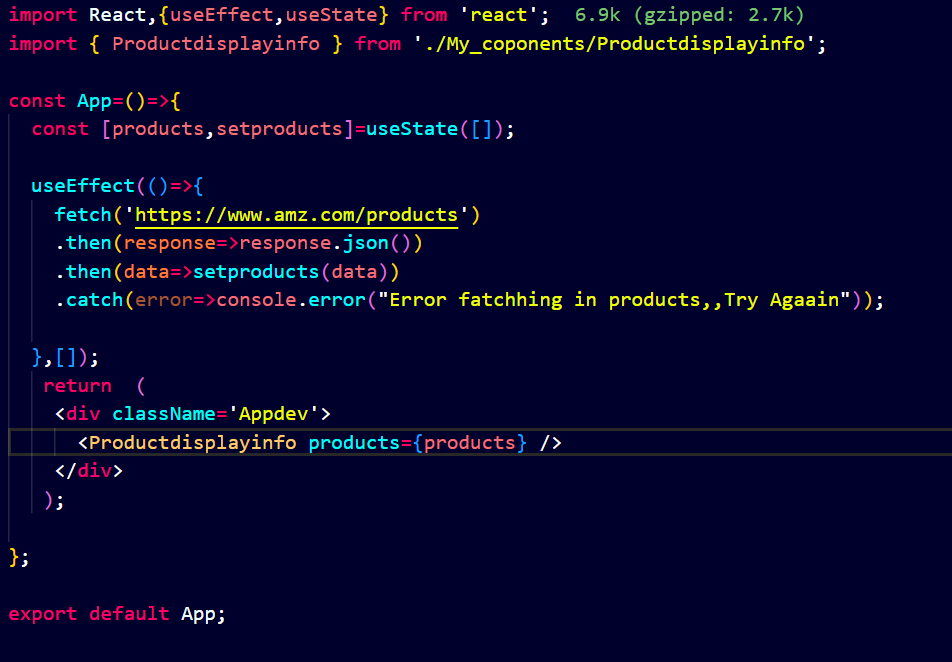 import React,{useEffect,useState} from 'react';  6.9k (gzipped: 2.7k)
import { Productdisplayinfo } from './My_coponents/Productdisplayinfo';
const App=()=>{
const [products,setproducts]=useState([]);
useEffect(()=>{
fetch('https://www.amz.com/products')
.then(response=>response.json())
.then(data=>setproducts(data))
.catch(error=>console.error("Error fatchhing in products,,Try Agaain"));
},[]);
return  (
<div className='Appdev'>
<Productdisplayinfo products={products} />
</div>
);
};
export default App;